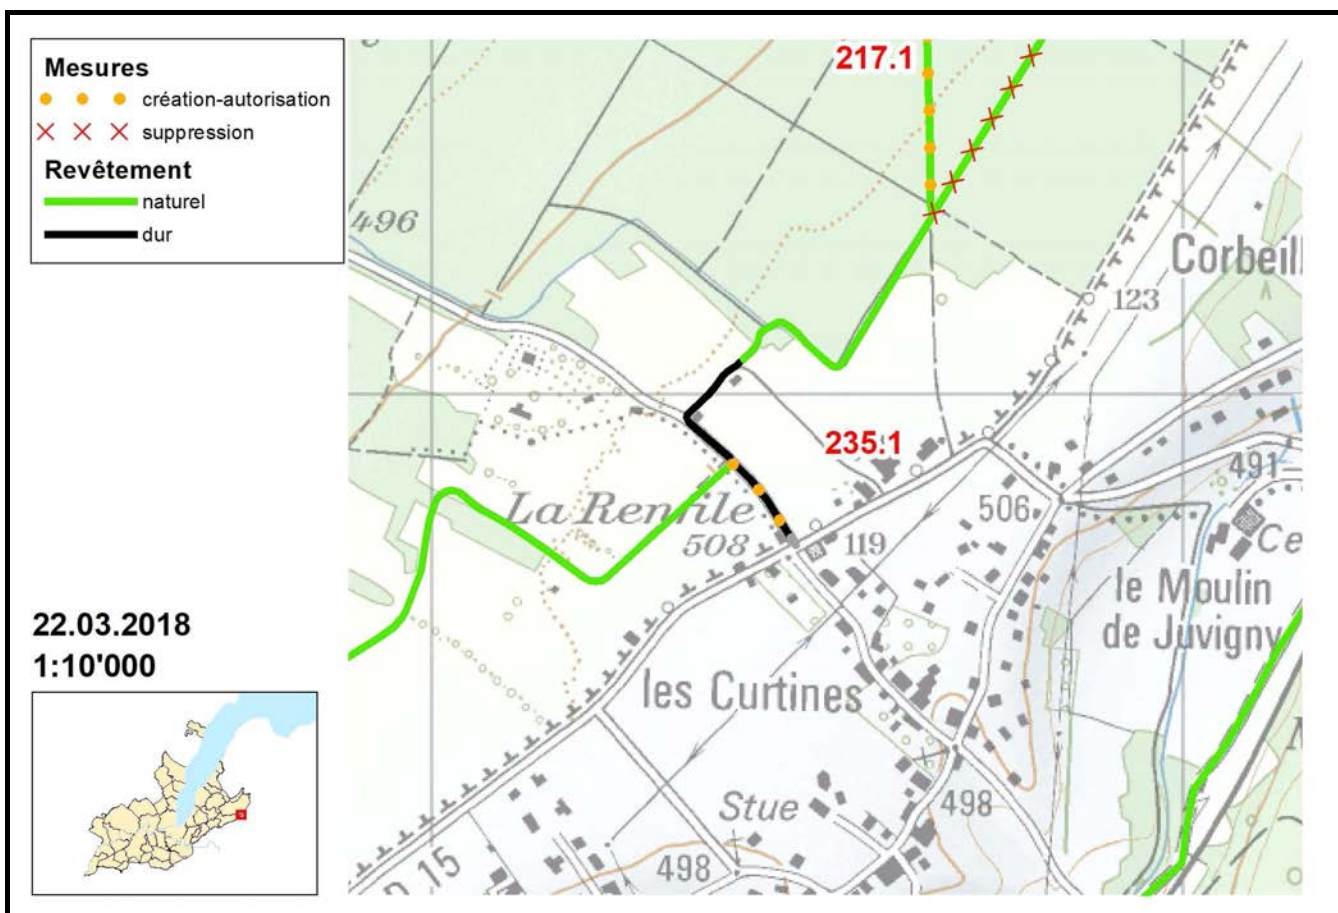 Mesures
création-autorisation
suppression
Revêtement
naturel
dur
22.03.2018
1:10'000
217.1
496
Corbeill
123
235.1
491
La Renfile
508
119
506
Ce
le Moulin
de Juvigny
les Curtines
Stue
498
498
D 15